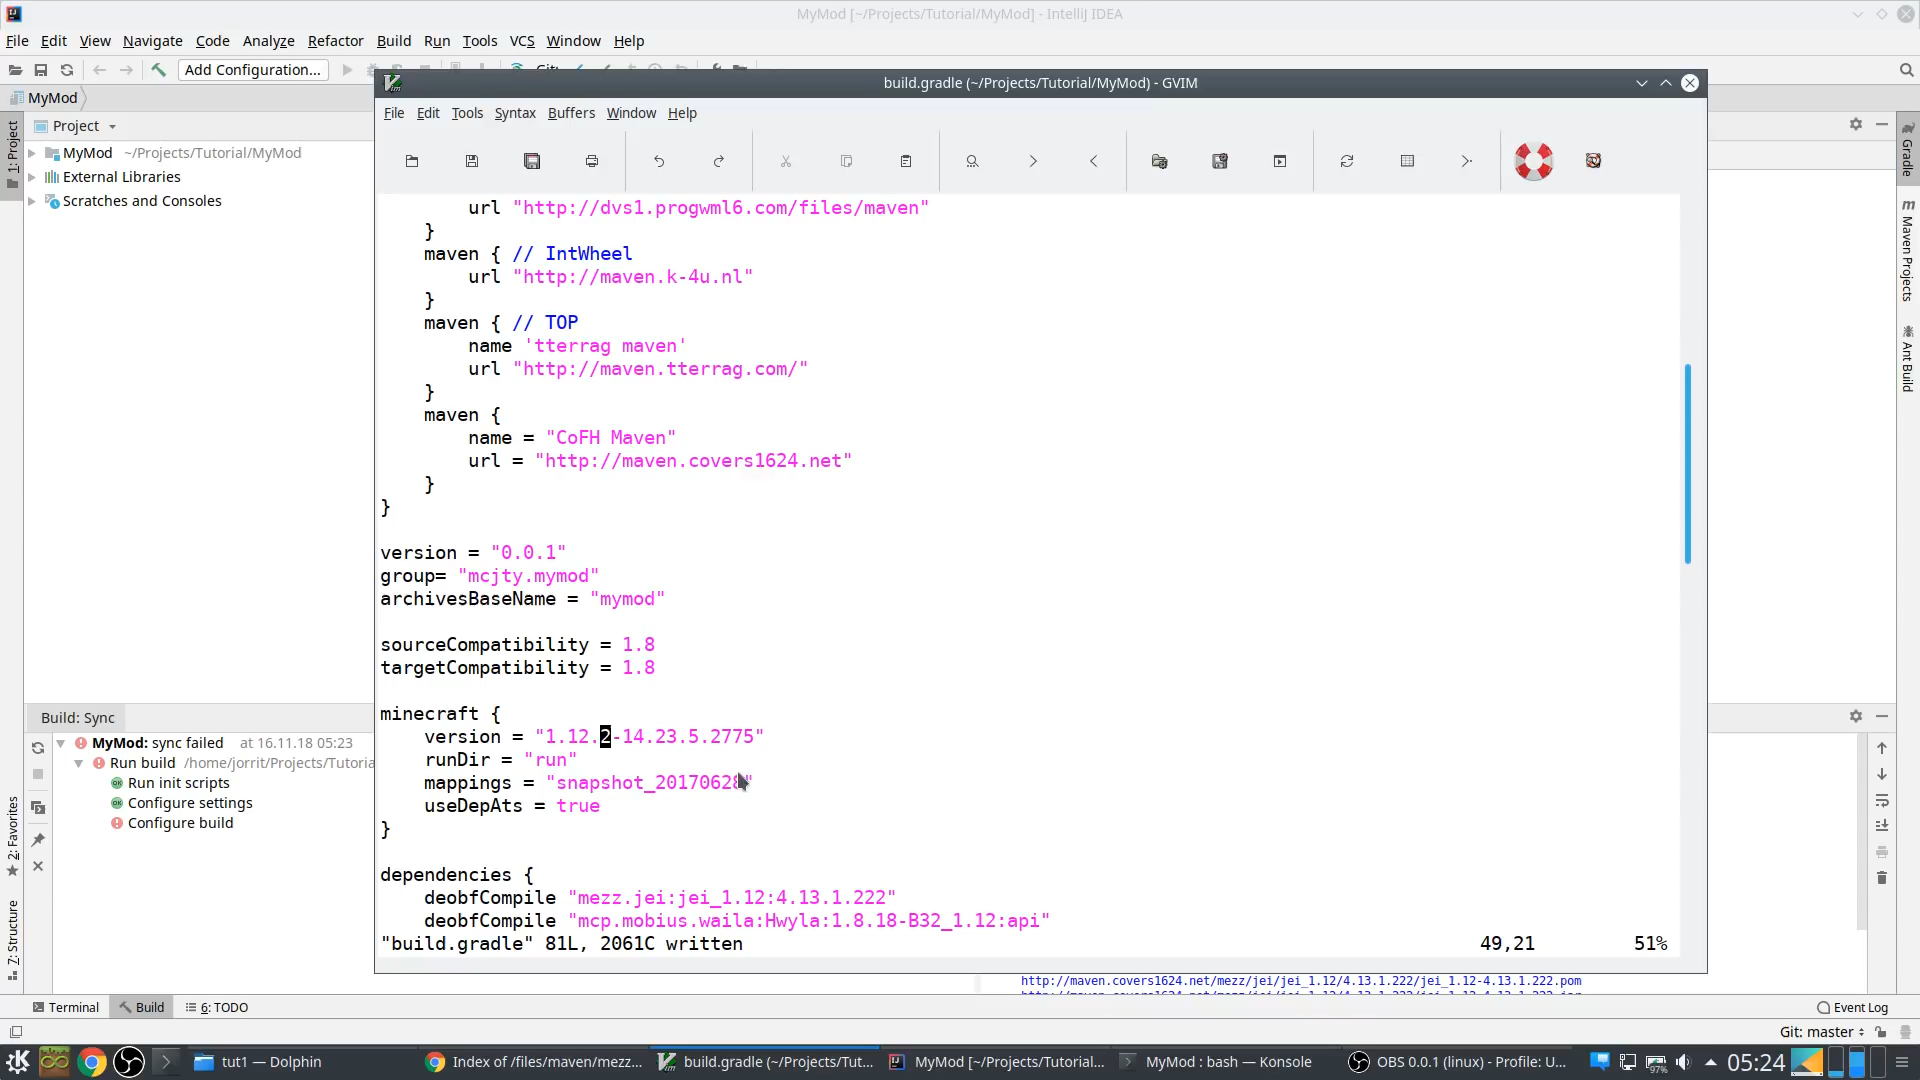 MyMod [~/Projects/Tutorial/MyMod] - IntelliJ IDEA
File Edit View Navigate Code Analyze Refactor Build Run Tools VCS Window Help
Add Configuration...
MyMod
build.gradle (~/Projects/Tutorial/MyMod) - GVIM
File Edit Tools Syntax Buffers Window Help
Project
1: Project
MyMod ~/Projects/Tutorial/MyMod
External Libraries
Scratches and Consoles
Gradle
Maven Projects
Ant Build
url "http://dvs1.progwml6.com/files/maven"
}
maven { // IntWheel
url "http://maven.k-4u.nl"
}
maven { // TOP
name 'tterrag maven'
url "http://maven.tterrag.com/"
}
maven {
name = "CoFH Maven"
url = "http://maven.covers1624.net"
}
}
version = "0.0.1"
group= "mcjty.mymod"
archivesBaseName = "mymod"
sourceCompatibility = 1.8
targetCompatibility = 1.8
minecraft {
version = "1.12.2-14.23.5.2775"
runDir = "run"
mappings = "snapshot_20170628"
useDepAts = true
}
dependencies {
deobfCompile "mezz.jei:jei_1.12:4.13.1.222"
deobfCompile "mcp.mobius.waila:Hwyla:1.8.18-B32_1.12:api"
"build.gradle" 81L, 2061C written 49,21 51%
Build: Sync
MyMod: sync failed at 16.11.18 05:23
Run build /home/jorrit/Projects/Tutoria
Run init scripts
Configure settings
Configure build
2: Favorites
7: Structure
http://maven.covers1624.net/mezz/jei/jei_1.12/4.13.1.222/jei_1.12-4.13.1.222.pom
Terminal Build 6: TODO Event Log
Git: master
tut1 — Dolphin
Index of /files/maven/mezz...
build.gradle (~/Projects/Tut...
MyMod [~/Projects/Tutorial...
MyMod : bash — Konsole
OBS 0.0.1 (linux) - Profile: U...
97%
05:24